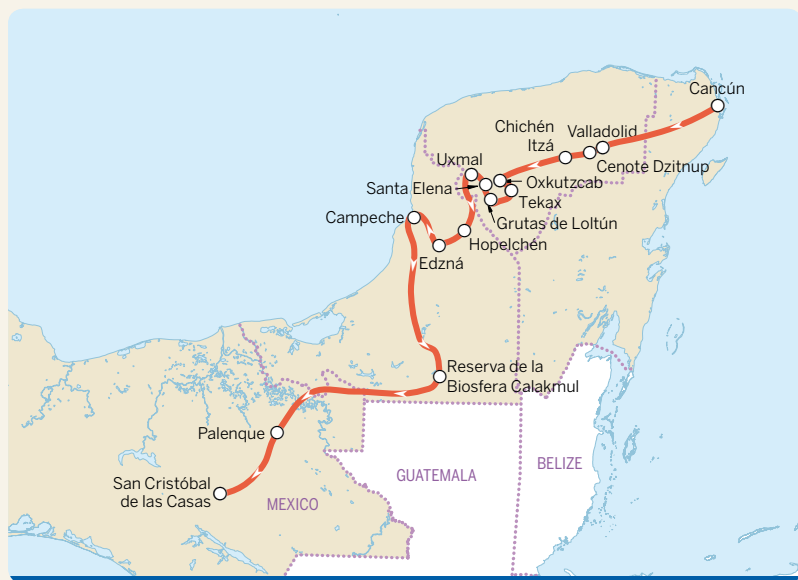 Cancún
Chichén
Itzá
Valladolid
Cenote Dzitnup
Uxmal
Santa Elena
Oxkutzcab
Tekax
Grutas de Loltún
Campeche
Hopelchén
Edzná
Reserva de la
Biosfera Calakmul
Palenque
San Cristóbal
de las Casas
MEXICO
GUATEMALA
BELIZE